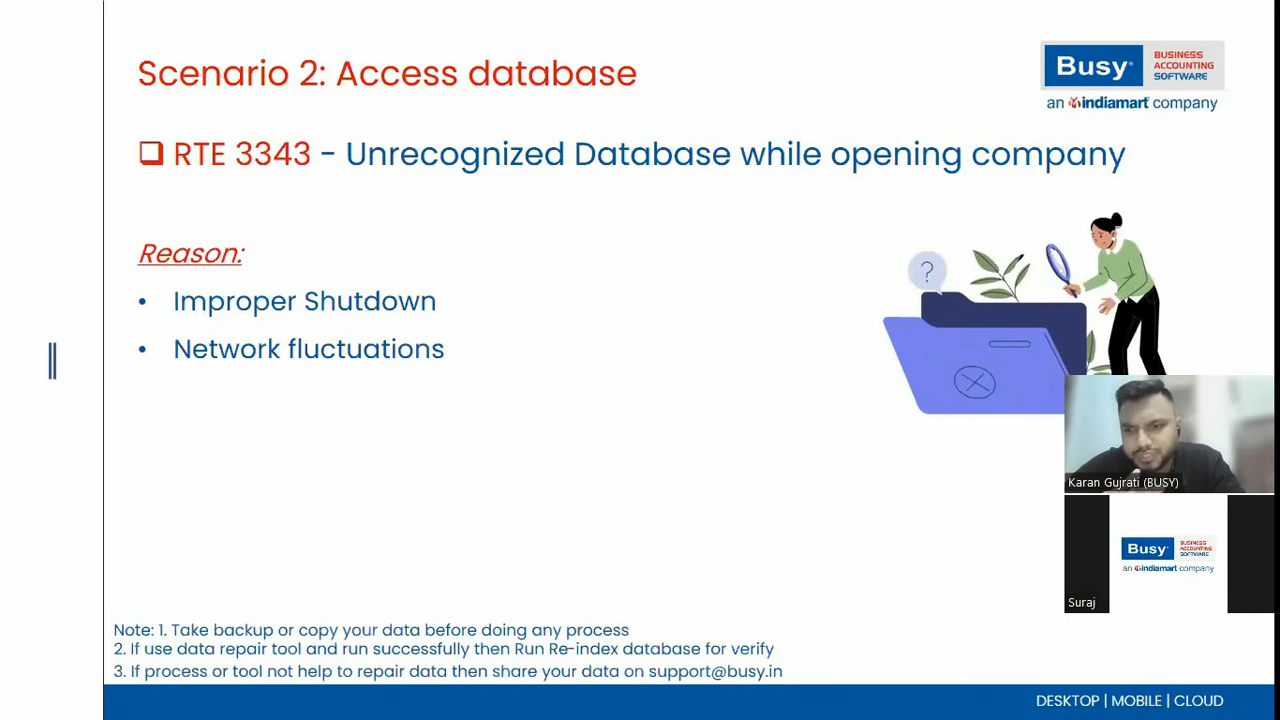 Scenario 2: Access database
Busy
BUSINESS
ACCOUNTING
SOFTWARE
an indiamart company
RTE 3343 - Unrecognized Database while opening company
Reason:
• Improper Shutdown
• Network fluctuations
?
Karan Gujrati (BUSY)
Busy
BUSINESS
ACCOUNTING
SOFTWARE
an indiamart company
Suraj
Note: 1. Take backup or copy your data before doing any process
2. If use data repair tool and run successfully then Run Re-index database for verify
3. If process or tool not help to repair data then share your data on support@busy.in
DESKTOP | MOBILE | CLOUD